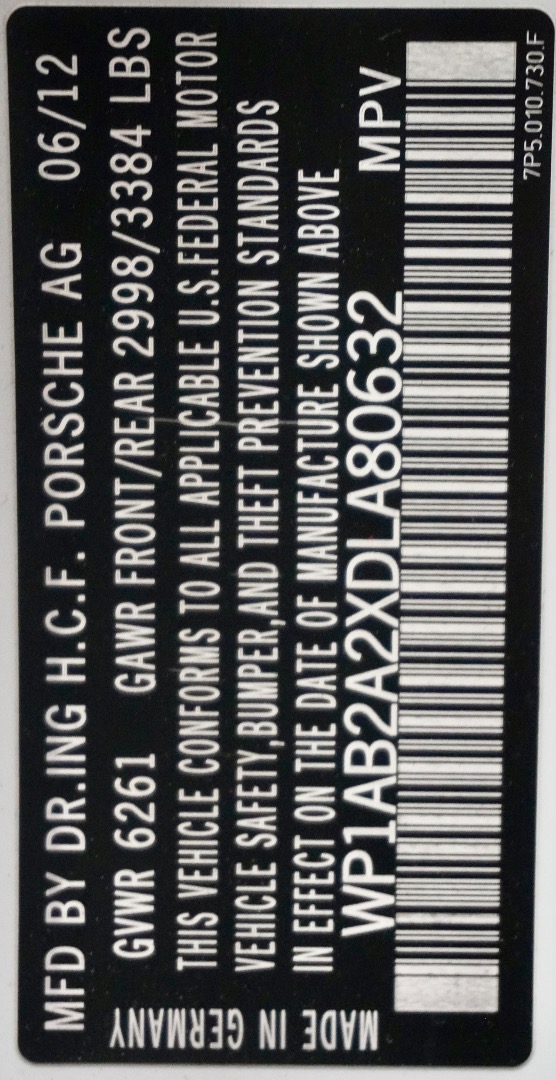 MFD BY DR.ING H.C.F. PORSCHE AG 06/12
GVWR 6261 GAWR FRONT/REAR 2998/3384 LBS
THIS VEHICLE CONFORMS TO ALL APPLICABLE U.S.FEDERAL MOTOR
VEHICLE SAFETY,BUMPER,AND THEFT PREVENTION STANDARDS
IN EFFECT ON THE DATE OF MANUFACTURE SHOWN ABOVE
WP1AB2A2XDLA80632 MPV
MADE IN GERMANY
7P5.010.730.F